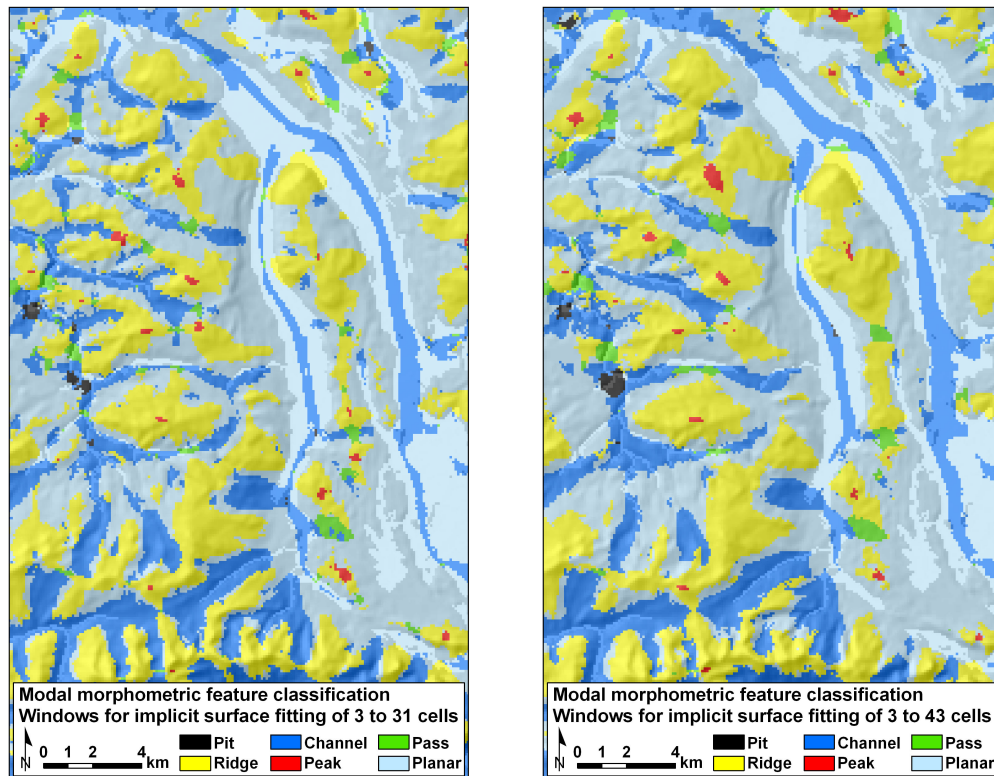 Modal morphometric feature classification
Windows for implicit surface fitting of 3 to 31 cells
Pit Channel Pass
N 0 1 2 4 km Ridge Peak Planar
Modal morphometric feature classification
Windows for implicit surface fitting of 3 to 43 cells
Pit Channel Pass
N 0 1 2 4 km Ridge Peak Planar